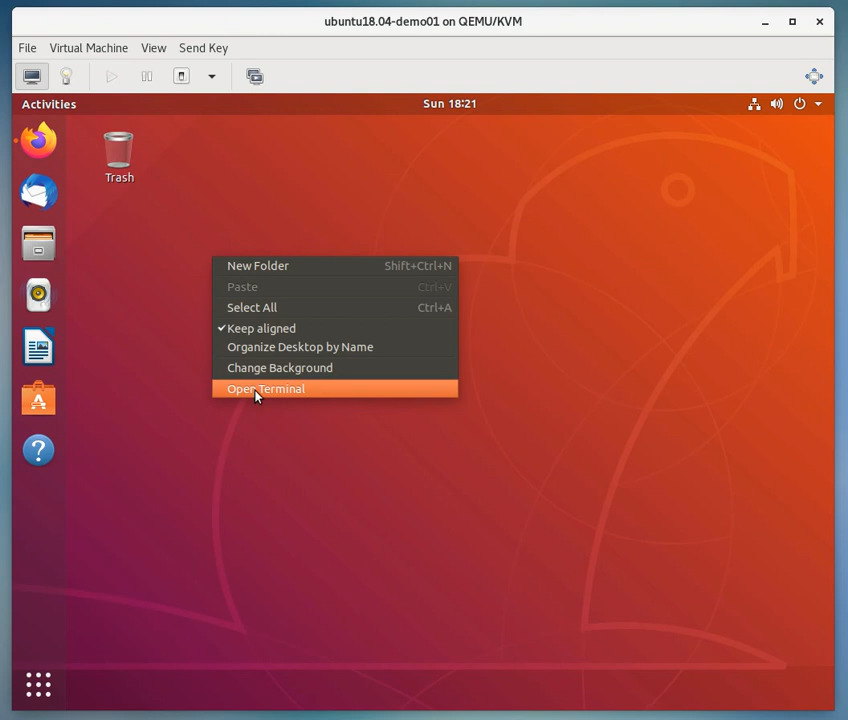 ubuntu18.04-demo01 on QEMU/KVM
File Virtual Machine View Send Key
Activities Sun 18:21
Trash
New Folder Shift+Ctrl+N
Paste Ctrl+V
Select All Ctrl+A
Keep aligned
Organize Desktop by Name
Change Background
Open Terminal